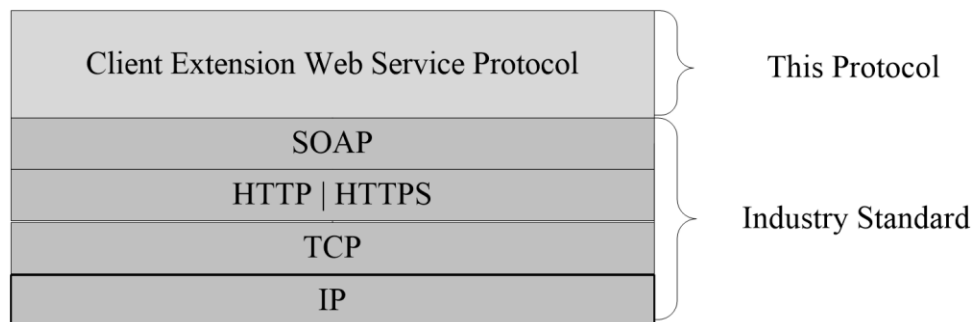 Client Extension Web Service Protocol
This Protocol
SOAP
HTTP | HTTPS
Industry Standard
TCP
IP